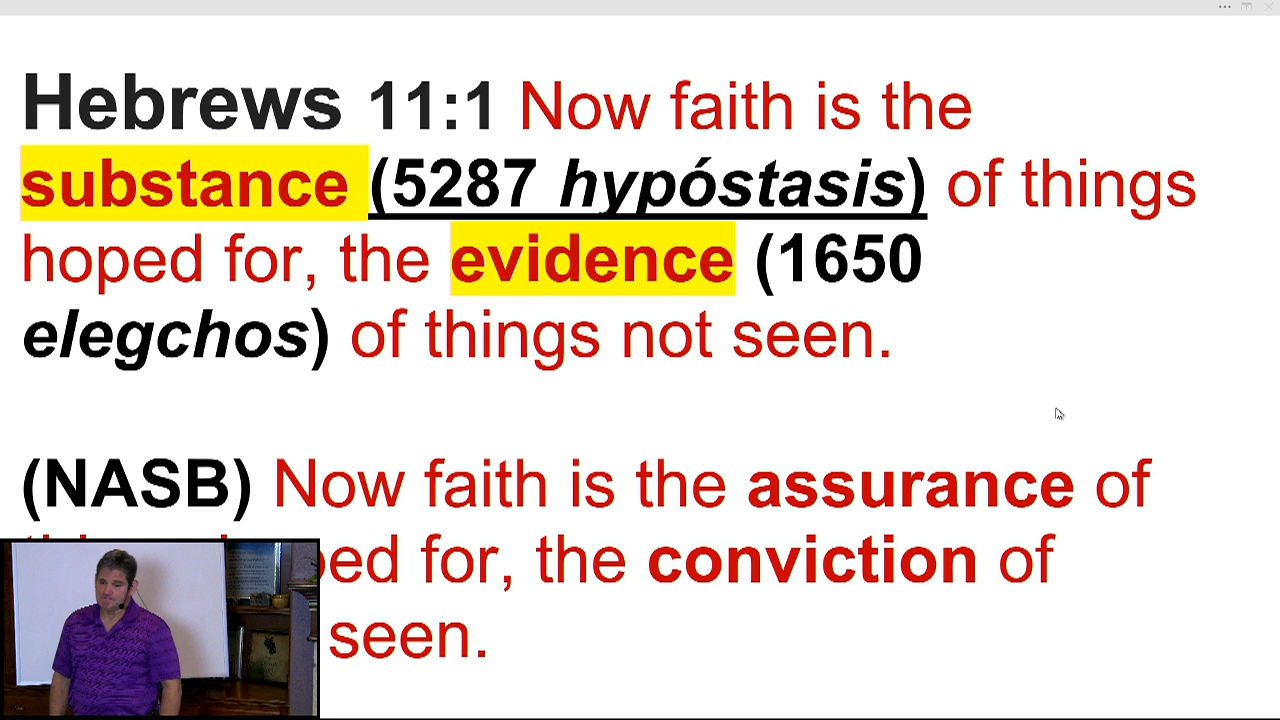 Hebrews 11:1 Now faith is the
substance (5287 hypóstasis) of things
hoped for, the evidence (1650
elegchos) of things not seen.
(NASB) Now faith is the assurance of
ped for, the conviction of
seen.